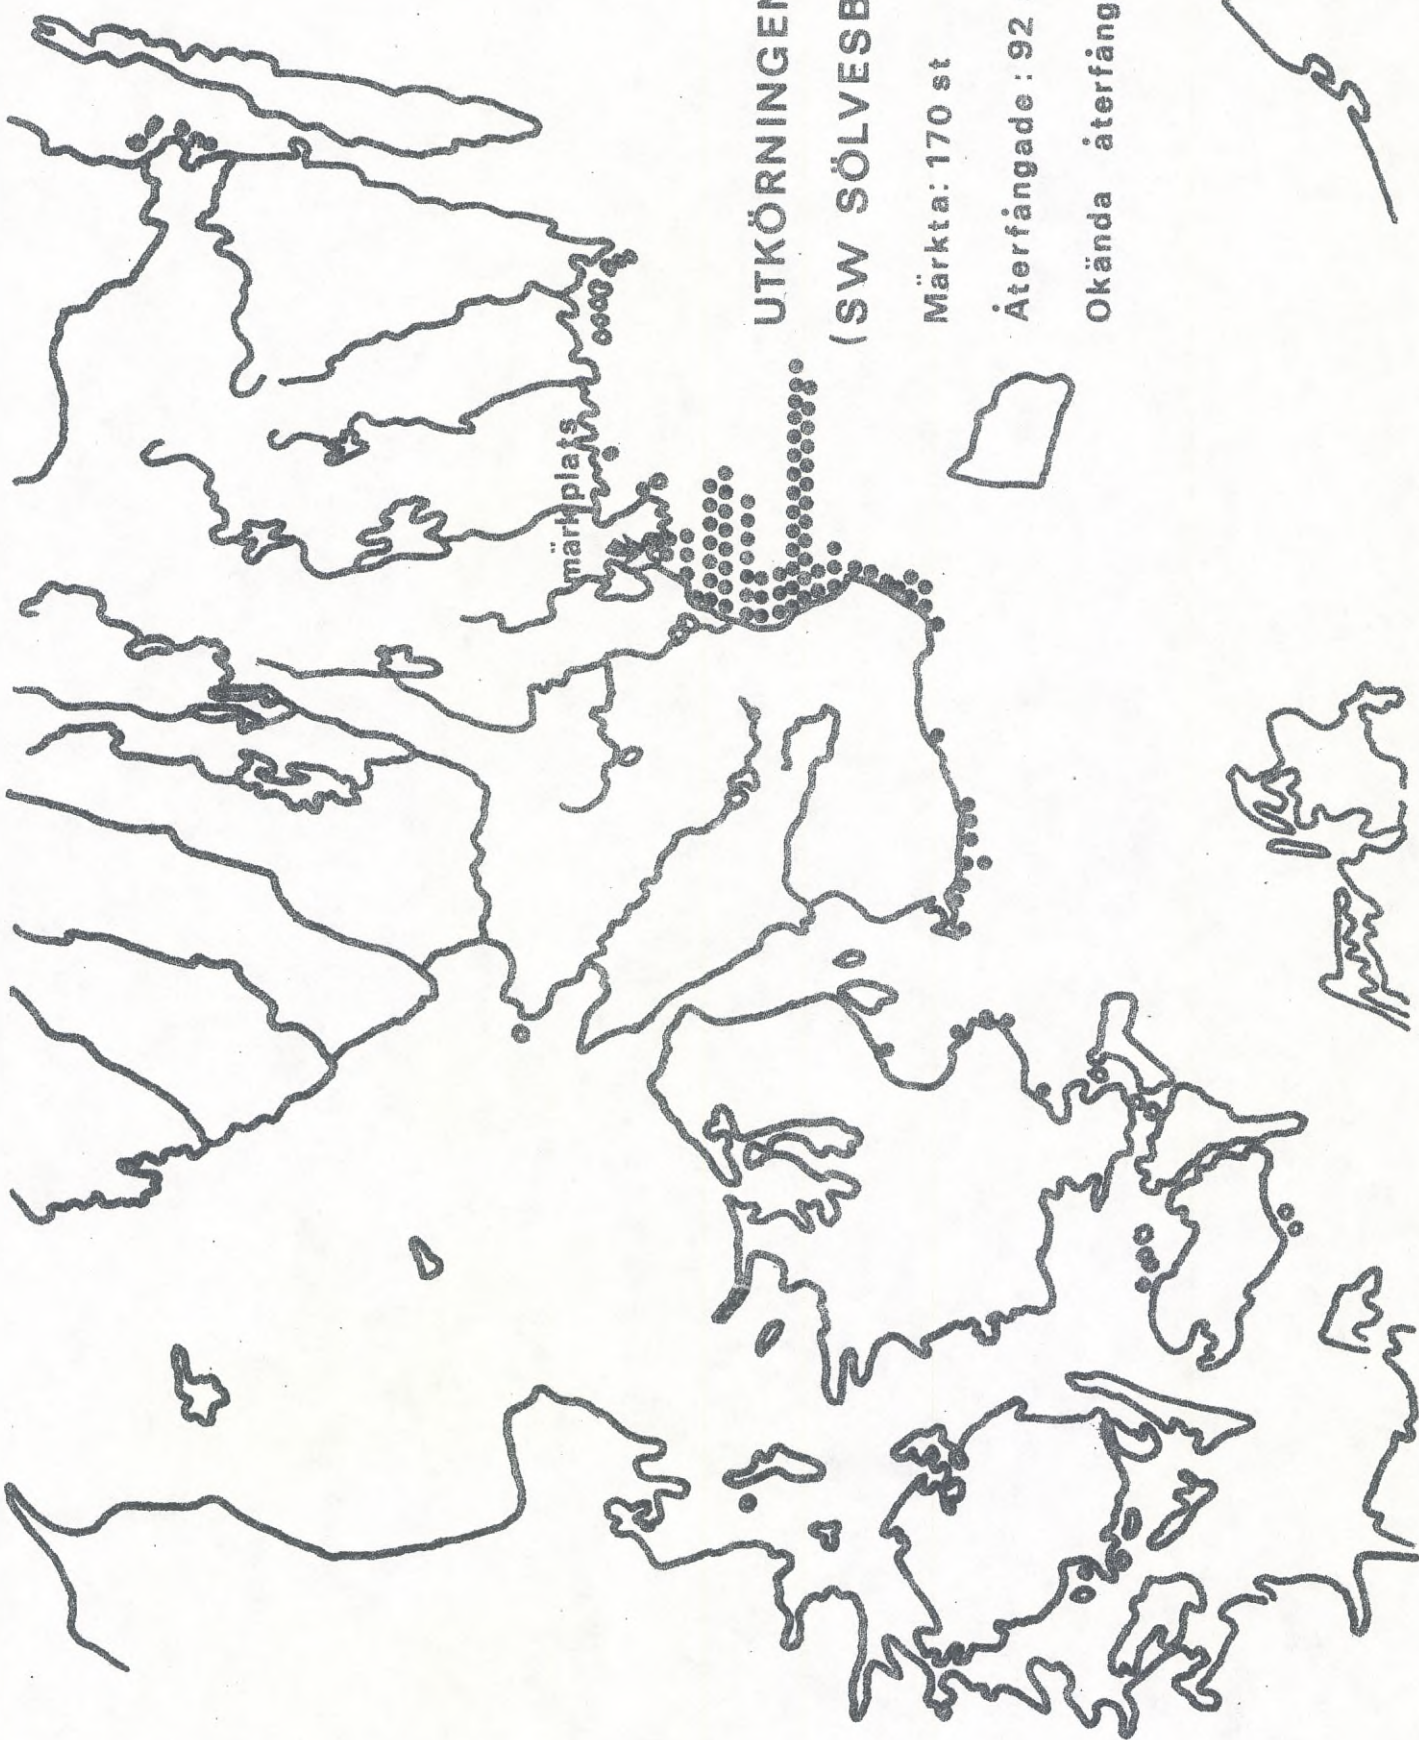 UTKÖRNINGEN
(SW SÖLVESB
Märkta: 170 st
Återfångade : 92
Okända återfång
märkplats